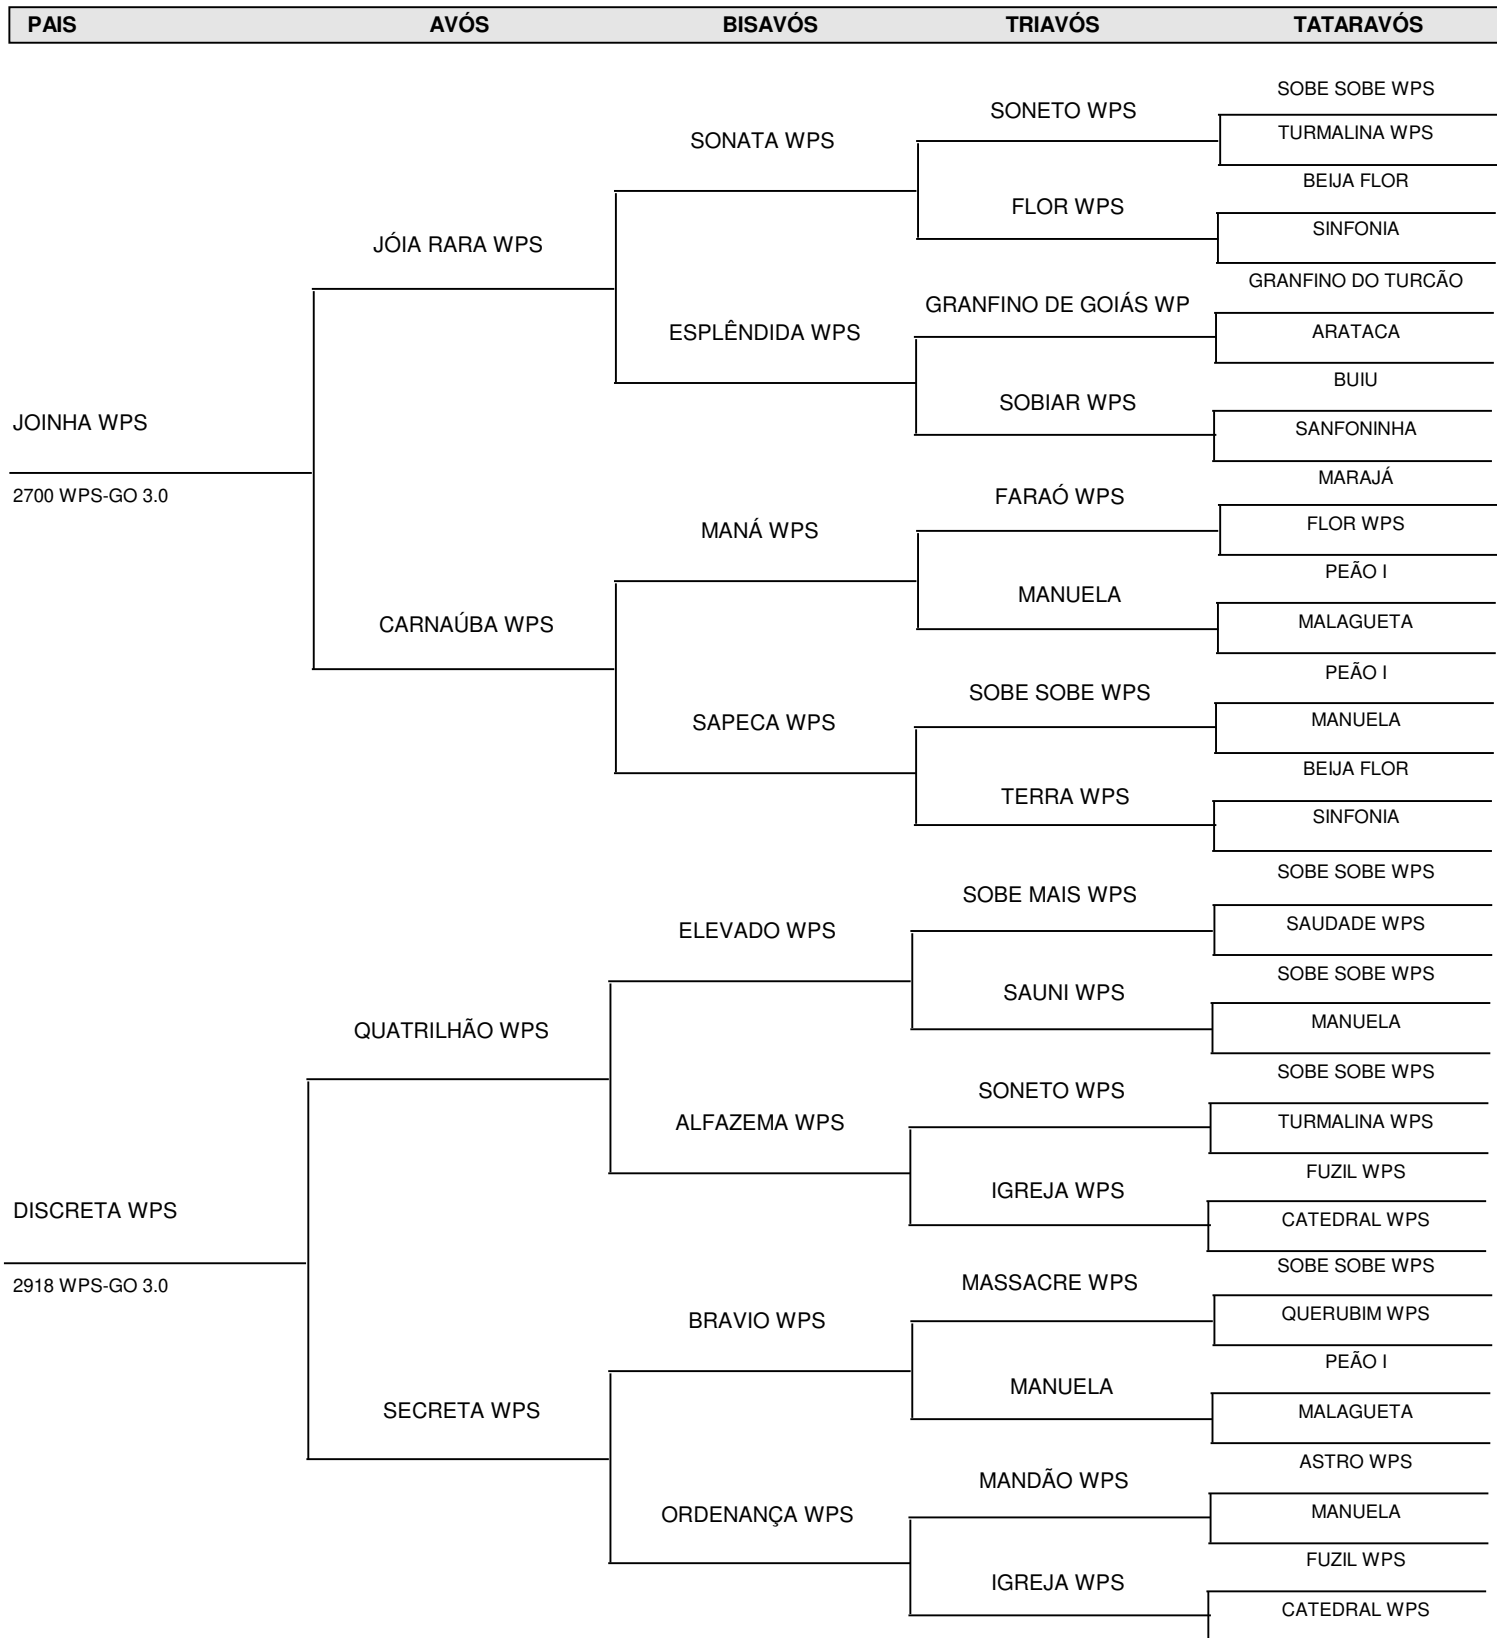 PAIS AVÓS BISAVÓS TRIAVÓS TATARAVÓS
SOBE SOBE WPS
SONETO WPS
TURMALINA WPS
SONATA WPS
BEIJA FLOR
FLOR WPS
SINFONIA
JÓIA RARA WPS
GRANFINO DO TURCÃO
GRANFINO DE GOIÁS WP
ARATACA
ESPLÊNDIDA WPS
BUIU
SOBIAR WPS
SANFONINHA
JOINHA WPS
2700 WPS-GO 3.0
MARAJÁ
FARAÓ WPS
FLOR WPS
MANÁ WPS
PEÃO I
MANUELA
MALAGUETA
CARNAÚBA WPS
PEÃO I
SOBE SOBE WPS
MANUELA
SAPECA WPS
BEIJA FLOR
TERRA WPS
SINFONIA
SOBE SOBE WPS
SOBE MAIS WPS
SAUDADE WPS
ELEVADO WPS
SOBE SOBE WPS
SAUNI WPS
MANUELA
QUATRILHÃO WPS
SOBE SOBE WPS
SONETO WPS
TURMALINA WPS
ALFAZEMA WPS
FUZIL WPS
IGREJA WPS
CATEDRAL WPS
DISCRETA WPS
2918 WPS-GO 3.0
SOBE SOBE WPS
MASSACRE WPS
QUERUBIM WPS
BRAVIO WPS
PEÃO I
MANUELA
MALAGUETA
SECRETA WPS
ASTRO WPS
MANDÃO WPS
MANUELA
ORDENANÇA WPS
FUZIL WPS
IGREJA WPS
CATEDRAL WPS